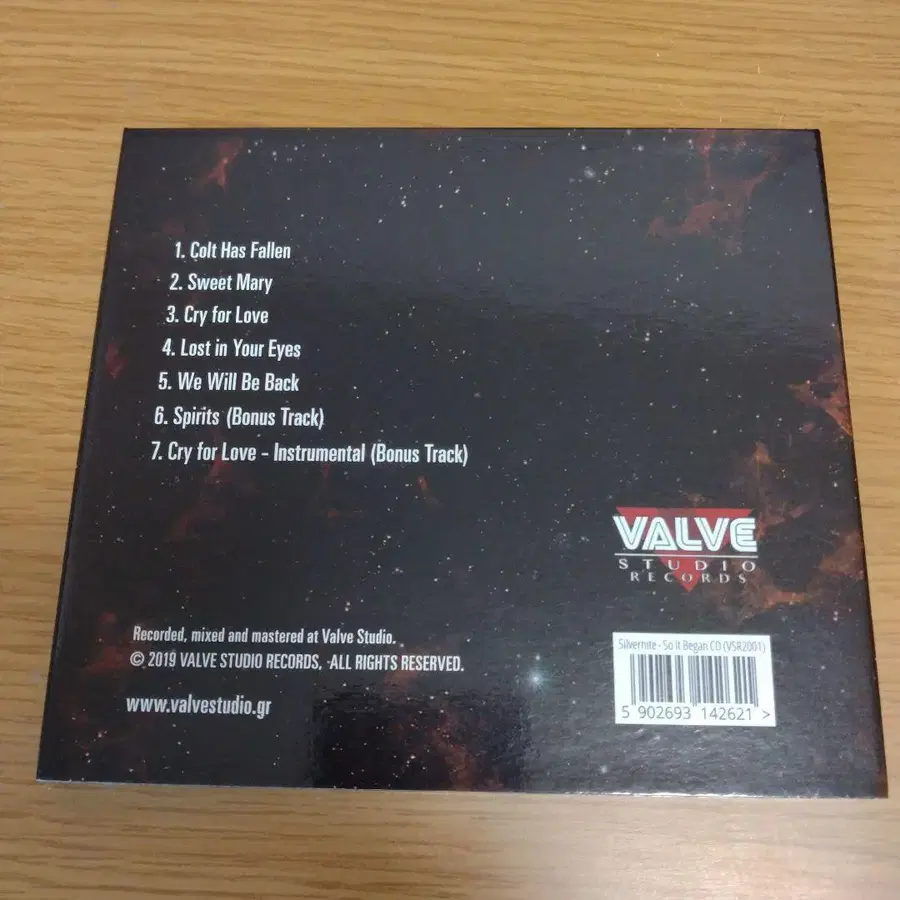 1. Colt Has Fallen
2. Sweet Mary
3. Cry for Love
4. Lost in Your Eyes
5. We Will Be Back
6. Spirits (Bonus Track)
7. Cry for Love - Instrumental (Bonus Track)
VALVE
STUDIO
RECORDS
Recorded, mixed and mastered at Valve Studio.
© 2019 VALVE STUDIO RECORDS, ALL RIGHTS RESERVED.
www.valvestudio.gr
Silvernite - So It Began CD (VSR2001)
5 902693 142621 >